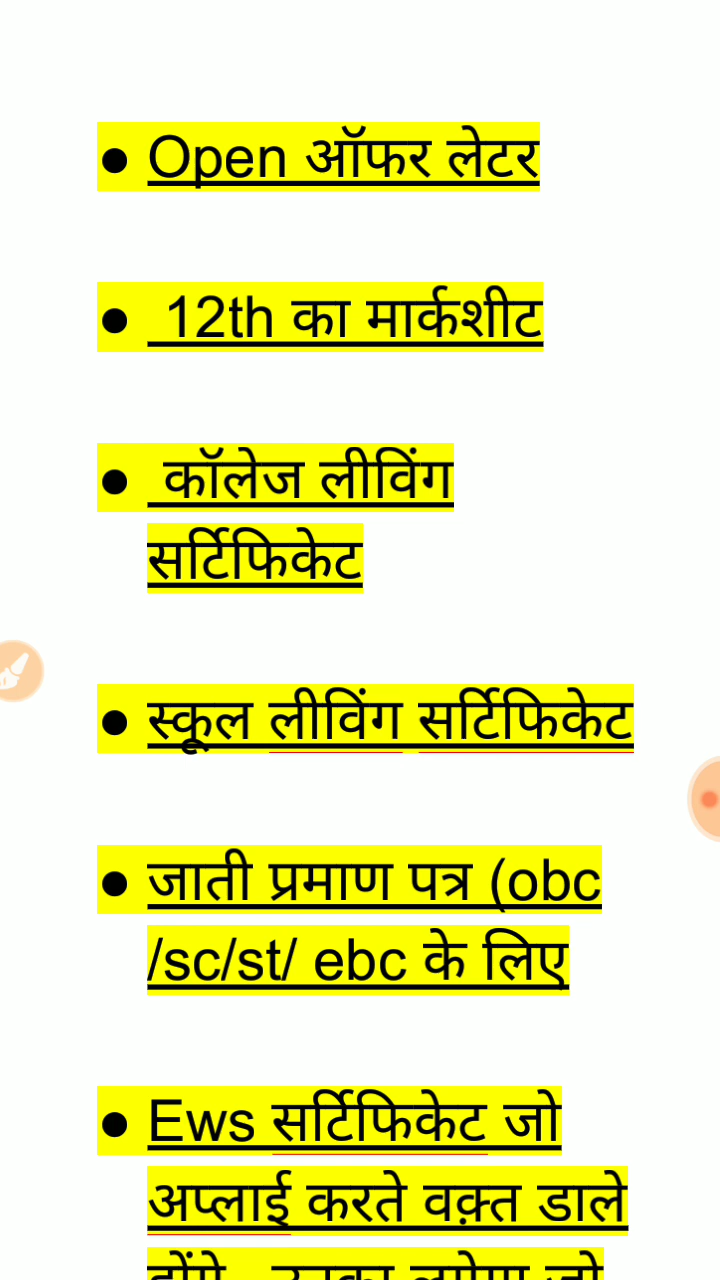 ● Open ऑफर लेटर
● 12th का मार्कशीट
● कॉलेज लीविंग
सर्टिफिकेट
● स्कूल लीविंग सर्टिफिकेट
● जाती प्रमाण पत्र (obc
/sc/st/ ebc के लिए
● Ews सर्टिफिकेट जो
अप्लाई करते वक़्त डाले